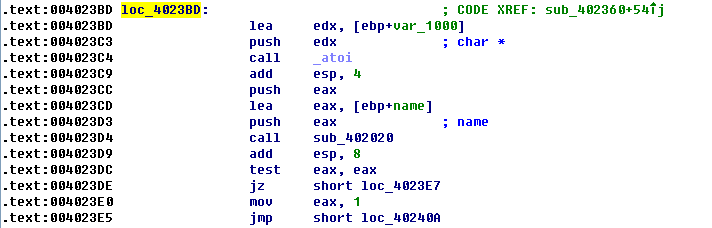 .text:004023BD loc_4023BD: ; CODE XREF: sub_402360+54↑j
.text:004023BD lea edx, [ebp+var_1000]
.text:004023C3 push edx ; char *
.text:004023C4 call _atoi
.text:004023C9 add esp, 4
.text:004023CC push eax
.text:004023CD lea eax, [ebp+name]
.text:004023D3 push eax ; name
.text:004023D4 call sub_402020
.text:004023D9 add esp, 8
.text:004023DC test eax, eax
.text:004023DE jz short loc_4023E7
.text:004023E0 mov eax, 1
.text:004023E5 jmp short loc_40240A